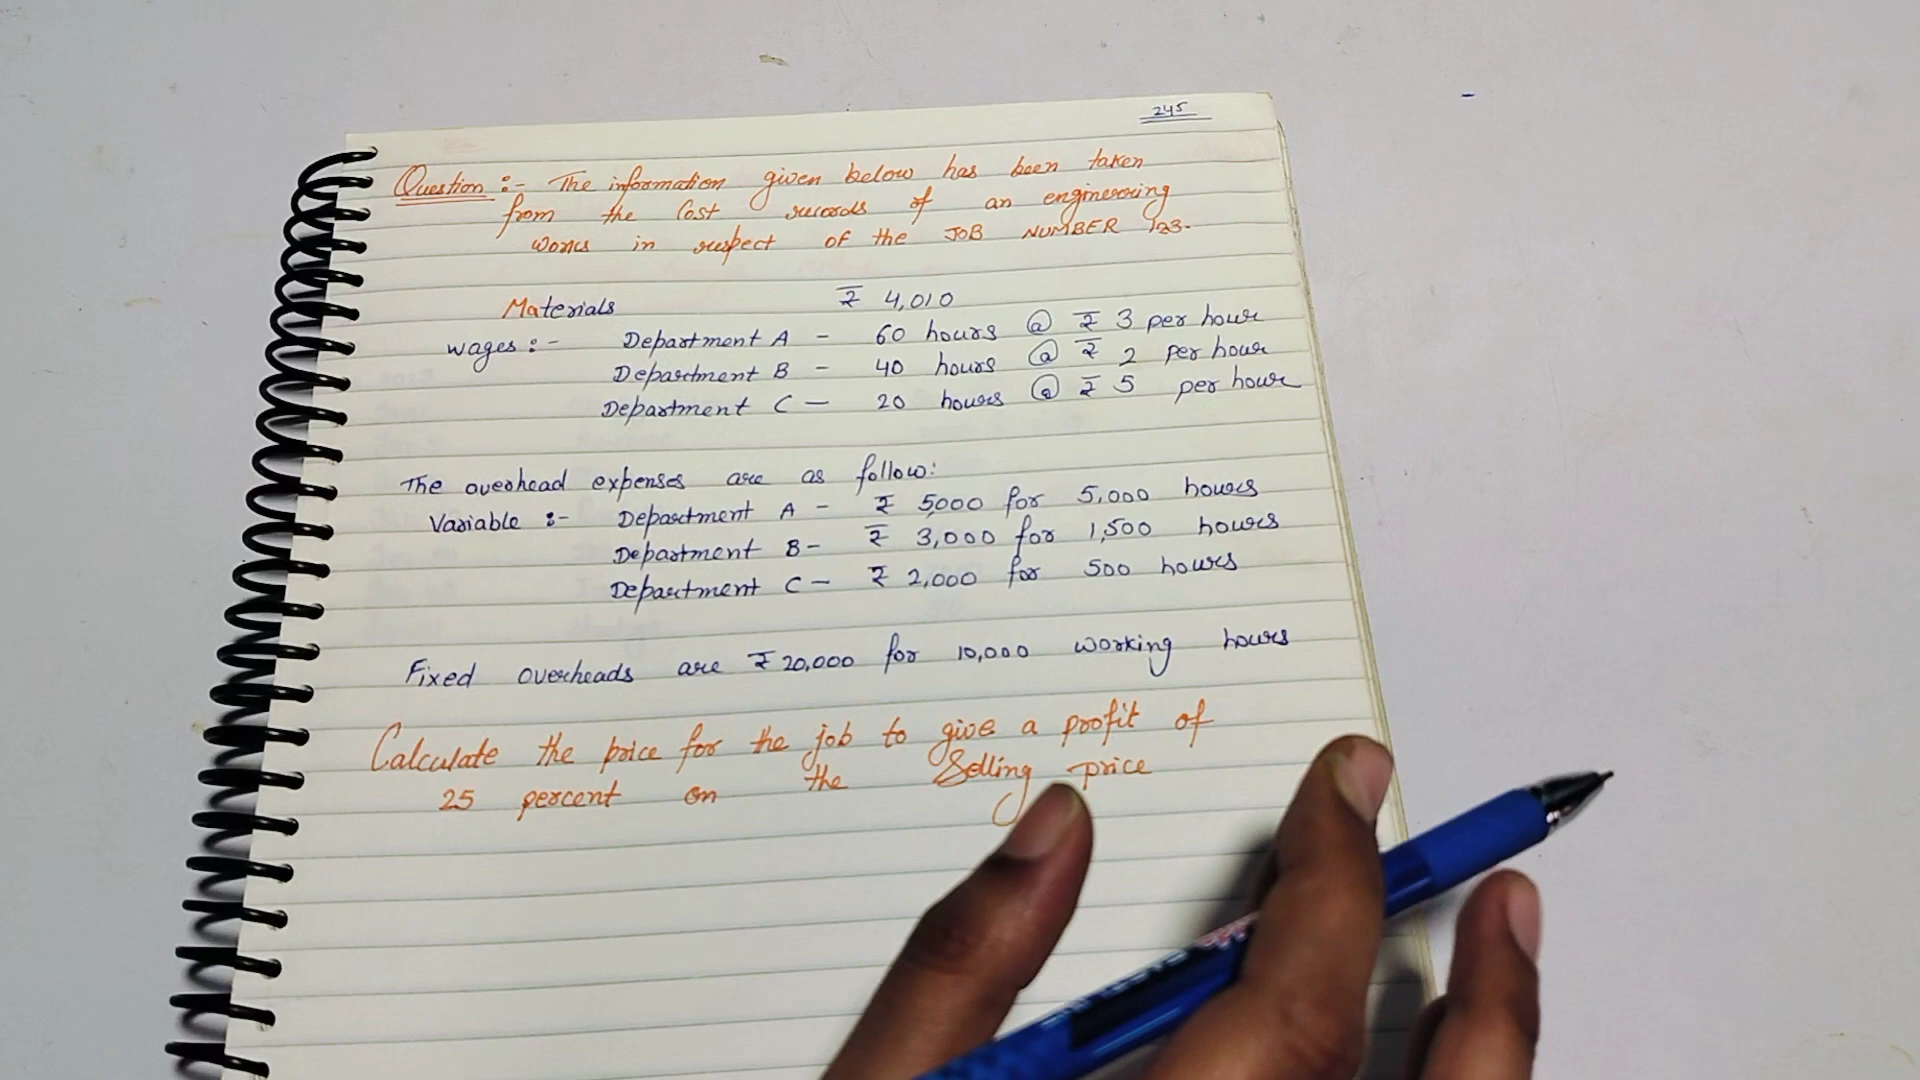 245
Question :- The information given below has been taken
from the Cost records of an engineering
works in respect of the JOB NUMBER 123.
Materials ₹ 4,010
wages :- Department A - 60 hours @ ₹ 3 per hour
Department B - 40 hours @ ₹ 2 per hour
Department C - 20 hours @ ₹ 5 per hour
The overhead expenses are as follow:
Variable :- Department A - ₹ 5,000 for 5,000 hours
Department B - ₹ 3,000 for 1,500 hours
Department C - ₹ 2,000 for 500 hours
Fixed overheads are ₹ 20,000 for 10,000 working hours
Calculate the price for the job to give a profit of
25 percent on the Selling price